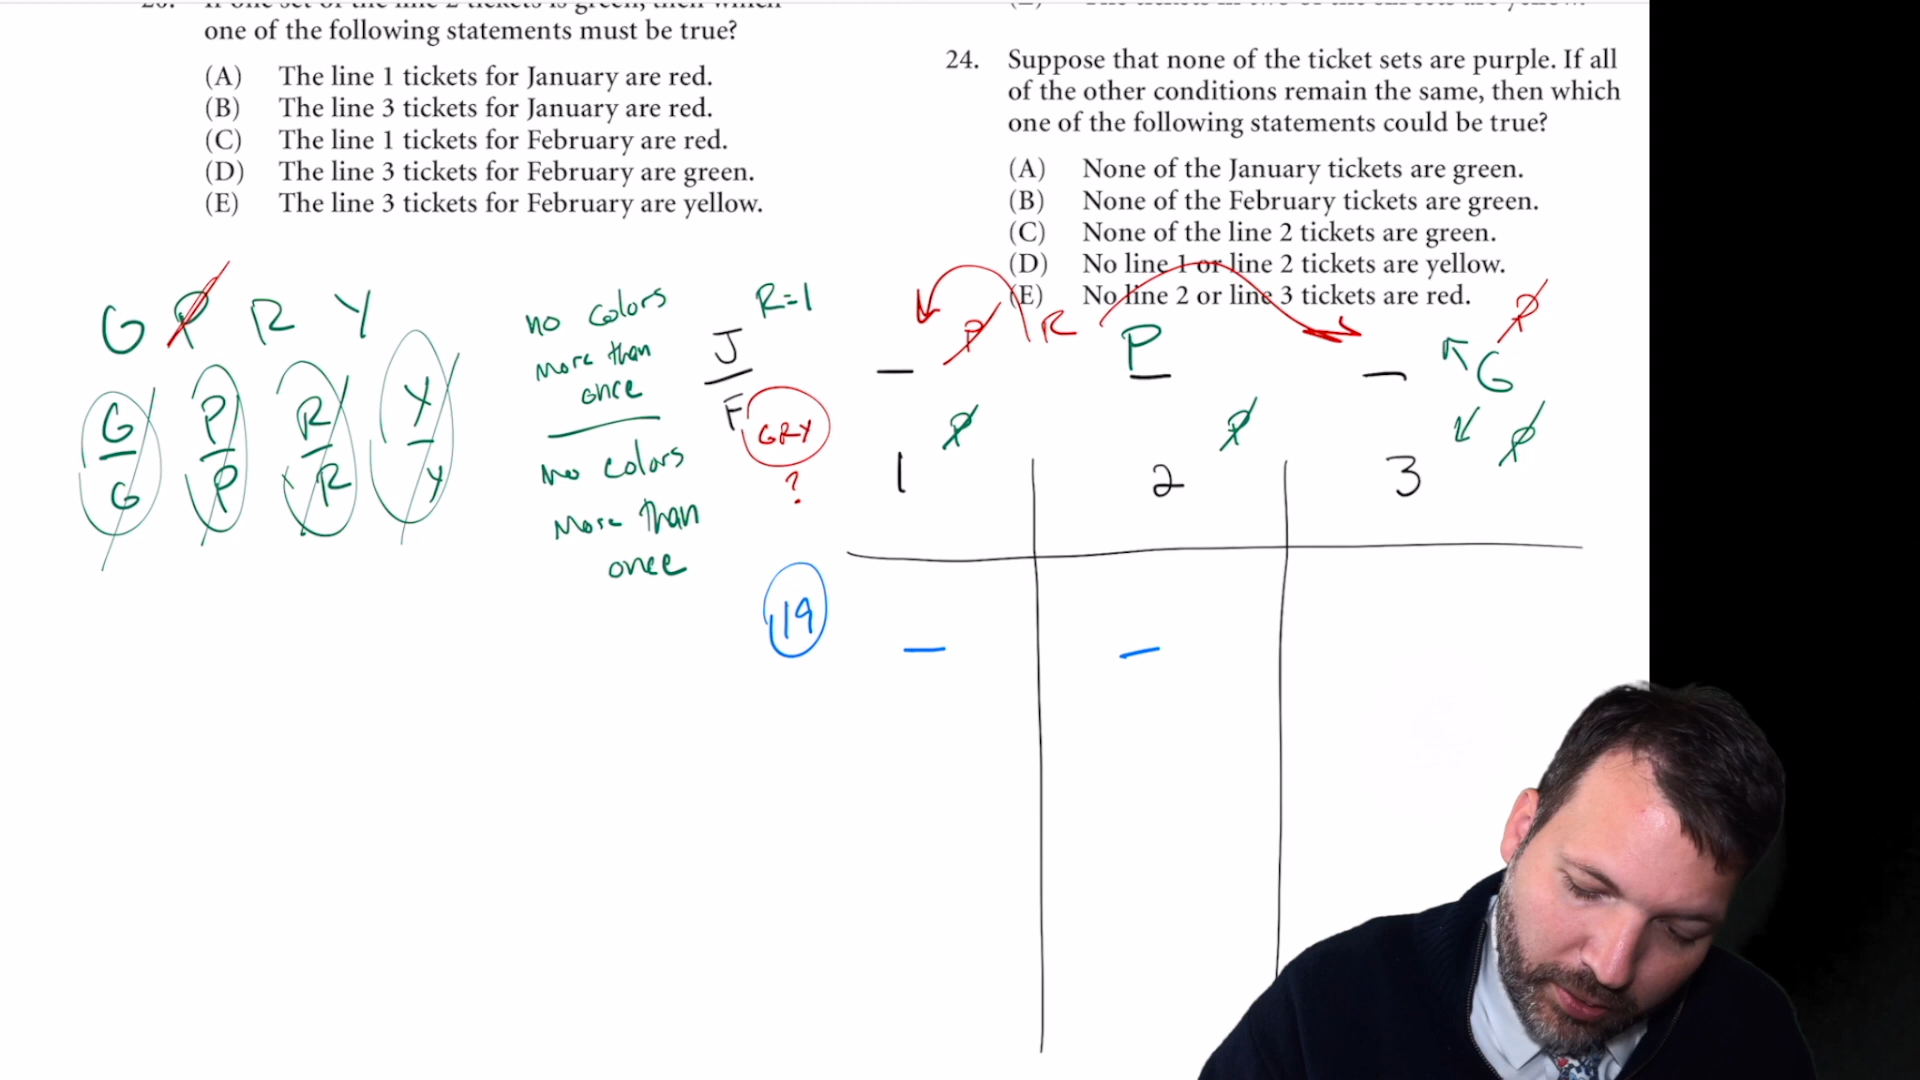 one of the following statements must be true?
(A) The line 1 tickets for January are red.
(B) The line 3 tickets for January are red.
(C) The line 1 tickets for February are red.
(D) The line 3 tickets for February are green.
(E) The line 3 tickets for February are yellow.
24. Suppose that none of the ticket sets are purple. If all
of the other conditions remain the same, then which
one of the following statements could be true?
(A) None of the January tickets are green.
(B) None of the February tickets are green.
(C) None of the line 2 tickets are green.
(D) No line 1 or line 2 tickets are yellow.
(E) No line 2 or line 3 tickets are red.
G P R Y
G P R Y
G P R Y
no colors
more than
once
no colors
more than
once
R=1
J
F
GRY
?
P R P G P
P P P
1 2 3
19